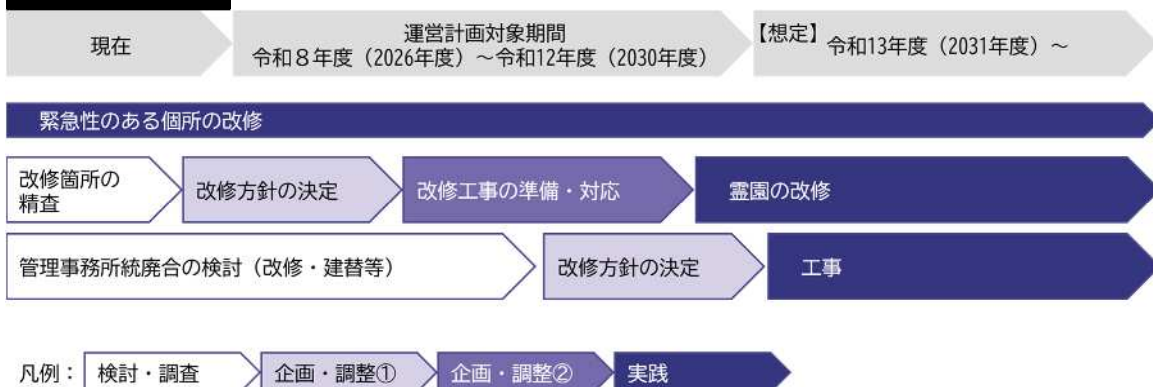 現在
運営計画対象期間
令和８年度（2026年度）～令和12年度（2030年度）
【想定】令和13年度（2031年度）～
緊急性のある個所の改修
改修箇所の
精査
改修方針の決定
改修工事の準備・対応
霊園の改修
管理事務所統廃合の検討（改修・建替等）
改修方針の決定
工事
凡例：
検討・調査
企画・調整①
企画・調整②
実践